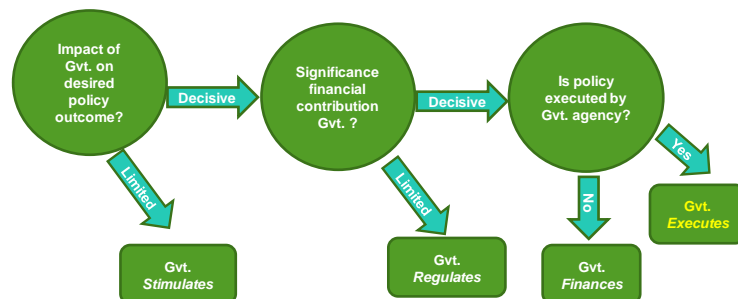 Impact of
Gvt. on
desired
policy
outcome?
Decisive
Significance
financial
contribution
Gvt. ?
Decisive
Is policy
executed by
Gvt. agency?
Limited
Limited
No
Yes
Gvt.
Stimulates
Gvt.
Regulates
Gvt.
Finances
Gvt.
Executes